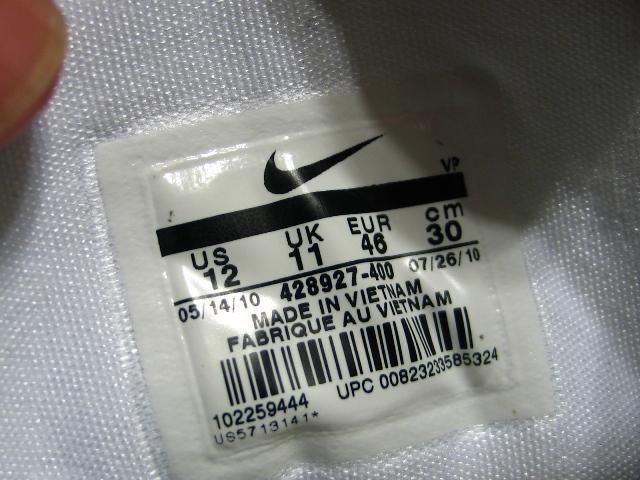 VP
US UK EUR cm
12 11 46 30
05/14/10 428927-400 07/26/10
MADE IN VIETNAM
FABRIQUE AU VIETNAM
102259444 UPC 00823233585324
US5713141*